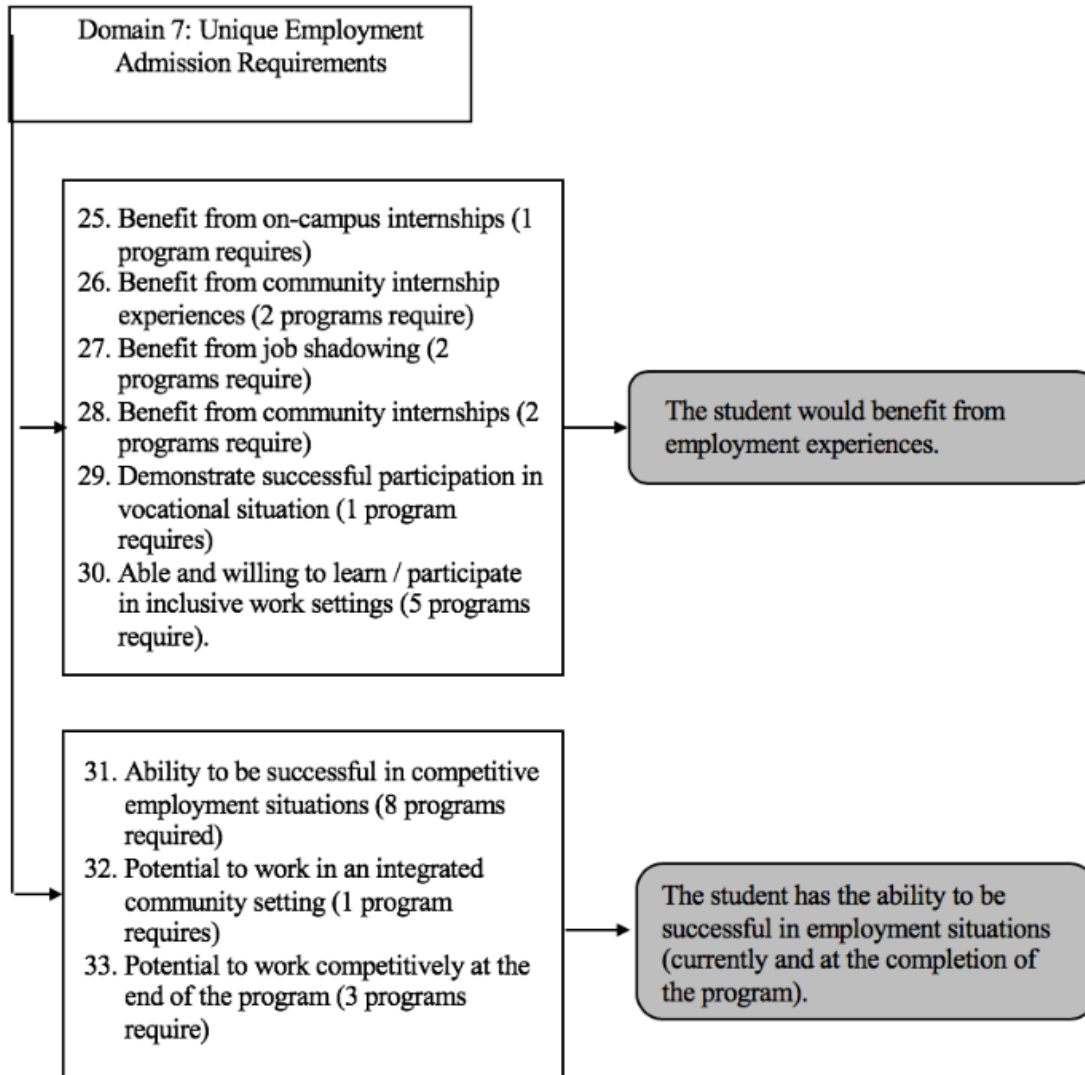 Domain 7: Unique Employment
Admission Requirements
25. Benefit from on-campus internships (1
program requires)
26. Benefit from community internship
experiences (2 programs require)
27. Benefit from job shadowing (2
programs require)
28. Benefit from community internships (2
programs require)
29. Demonstrate successful participation in
vocational situation (1 program
requires)
30. Able and willing to learn / participate
in inclusive work settings (5 programs
require).
The student would benefit from
employment experiences.
31. Ability to be successful in competitive
employment situations (8 programs
required)
32. Potential to work in an integrated
community setting (1 program
requires)
33. Potential to work competitively at the
end of the program (3 programs
require)
The student has the ability to be
successful in employment situations
(currently and at the completion of
the program).